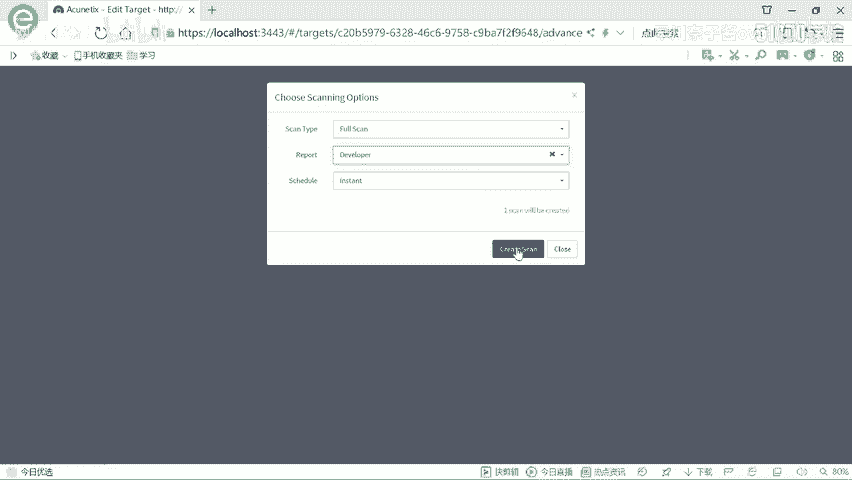 Acunetix - Edit Target - http:/
https://localhost:3443/#/targets/c20b5979-6328-46c6-9758-c9ba7f2f9648/advance
收藏 手机收藏夹 学习
Choose Scanning Options
Scan Type Full Scan
Report Developer
Schedule Instant
1 scan will be created
Create Scan Close
今日优选 快剪辑 今日直播 热点资讯 下载 80%